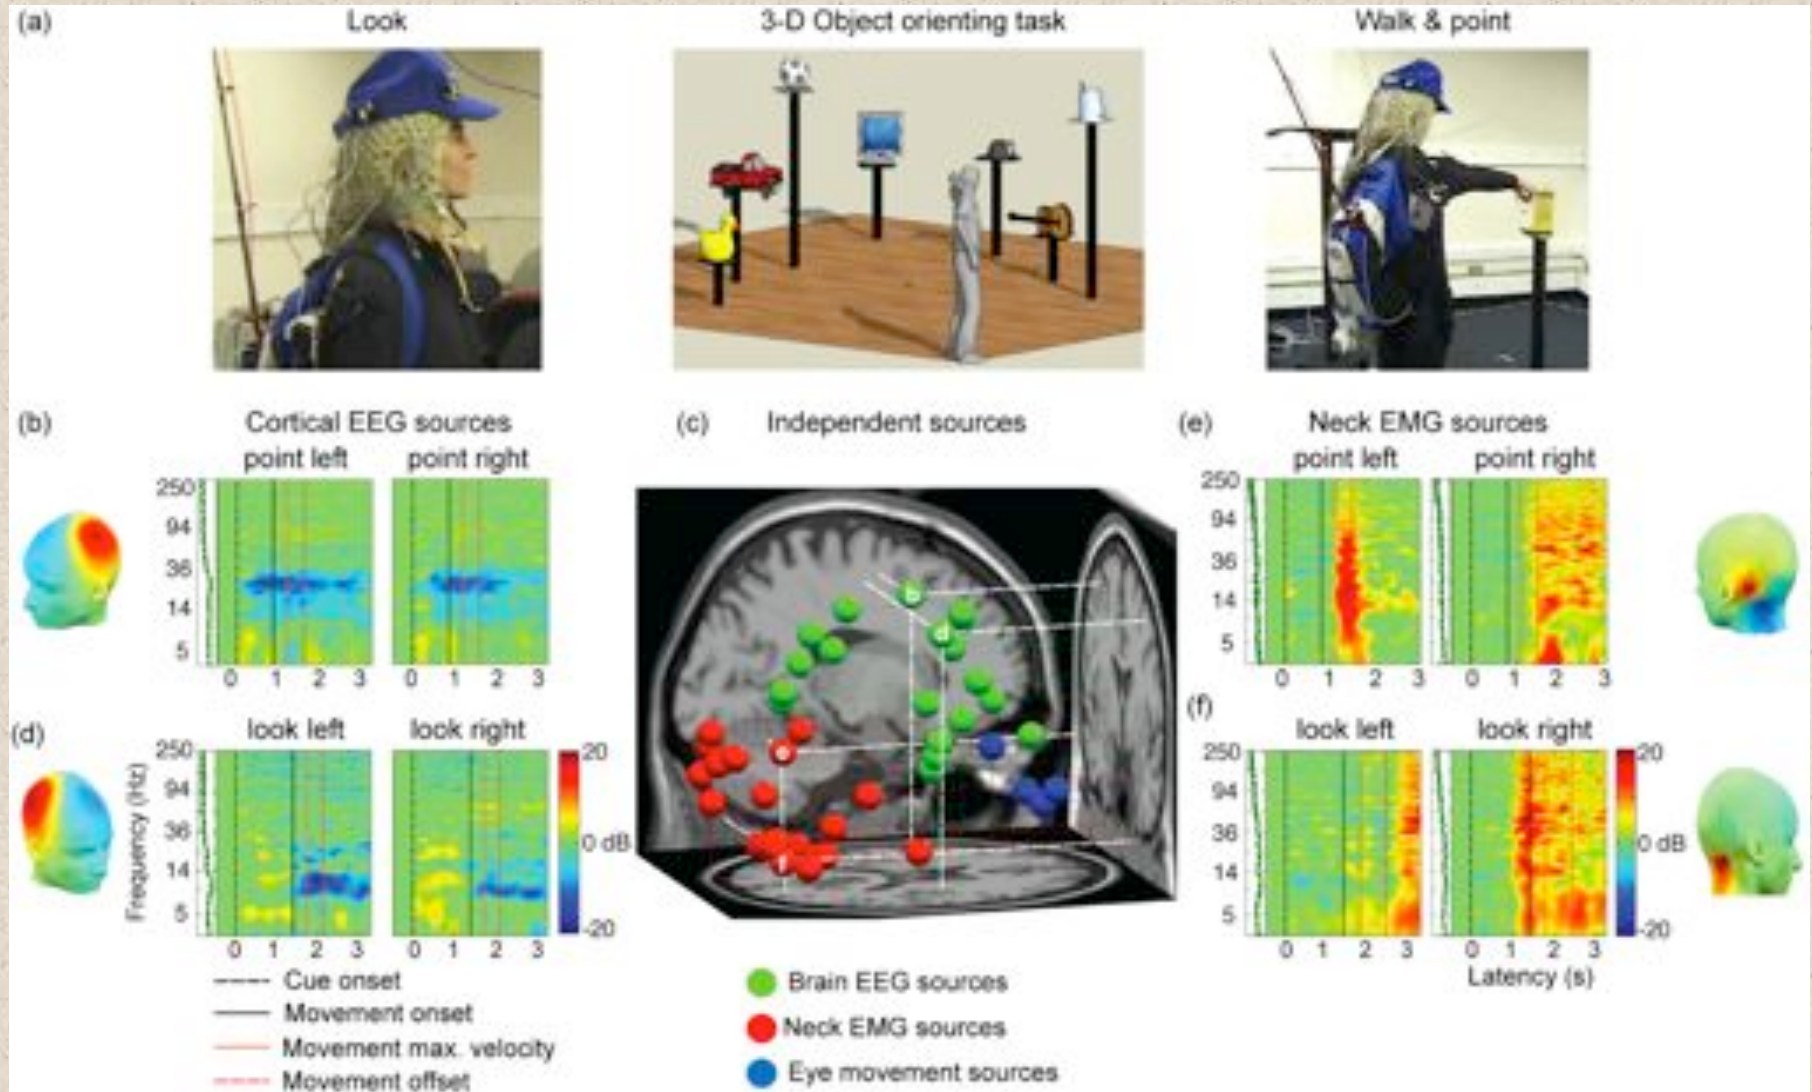 (a) Look 3-D Object orienting task Walk & point
(b) Cortical EEG sources
point left point right
250
94
36
14
5
0 1 2 3 0 1 2 3
(c) Independent sources
b
d
e
f
(e) Neck EMG sources
point left point right
250
94
36
14
5
0 1 2 3 0 1 2 3
(d) look left look right
Frequency (Hz)
250
94
36
14
5
0 1 2 3 0 1 2 3
20
0 dB
-20
(f) look left look right
250
94
36
14
5
0 1 2 3 0 1 2 3
20
0 dB
-20
Latency (s)
Cue onset
Movement onset
Movement max. velocity
Movement offset
Brain EEG sources
Neck EMG sources
Eye movement sources